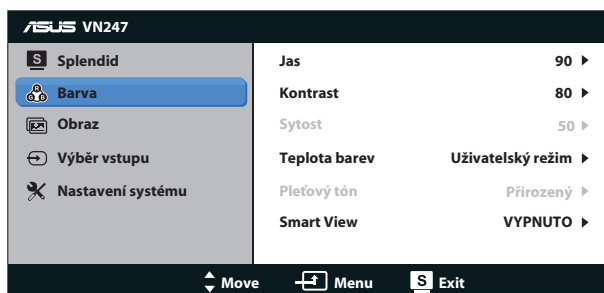 ASUS VN247
S Splendid
R G B Barva
Obraz
Výběr vstupu
Nastavení systému
Jas 90
Kontrast 80
Sytost 50
Teplota barev Uživatelský režim
Pleťový tón Přirozený
Smart View VYPNUTO
Move Menu S Exit